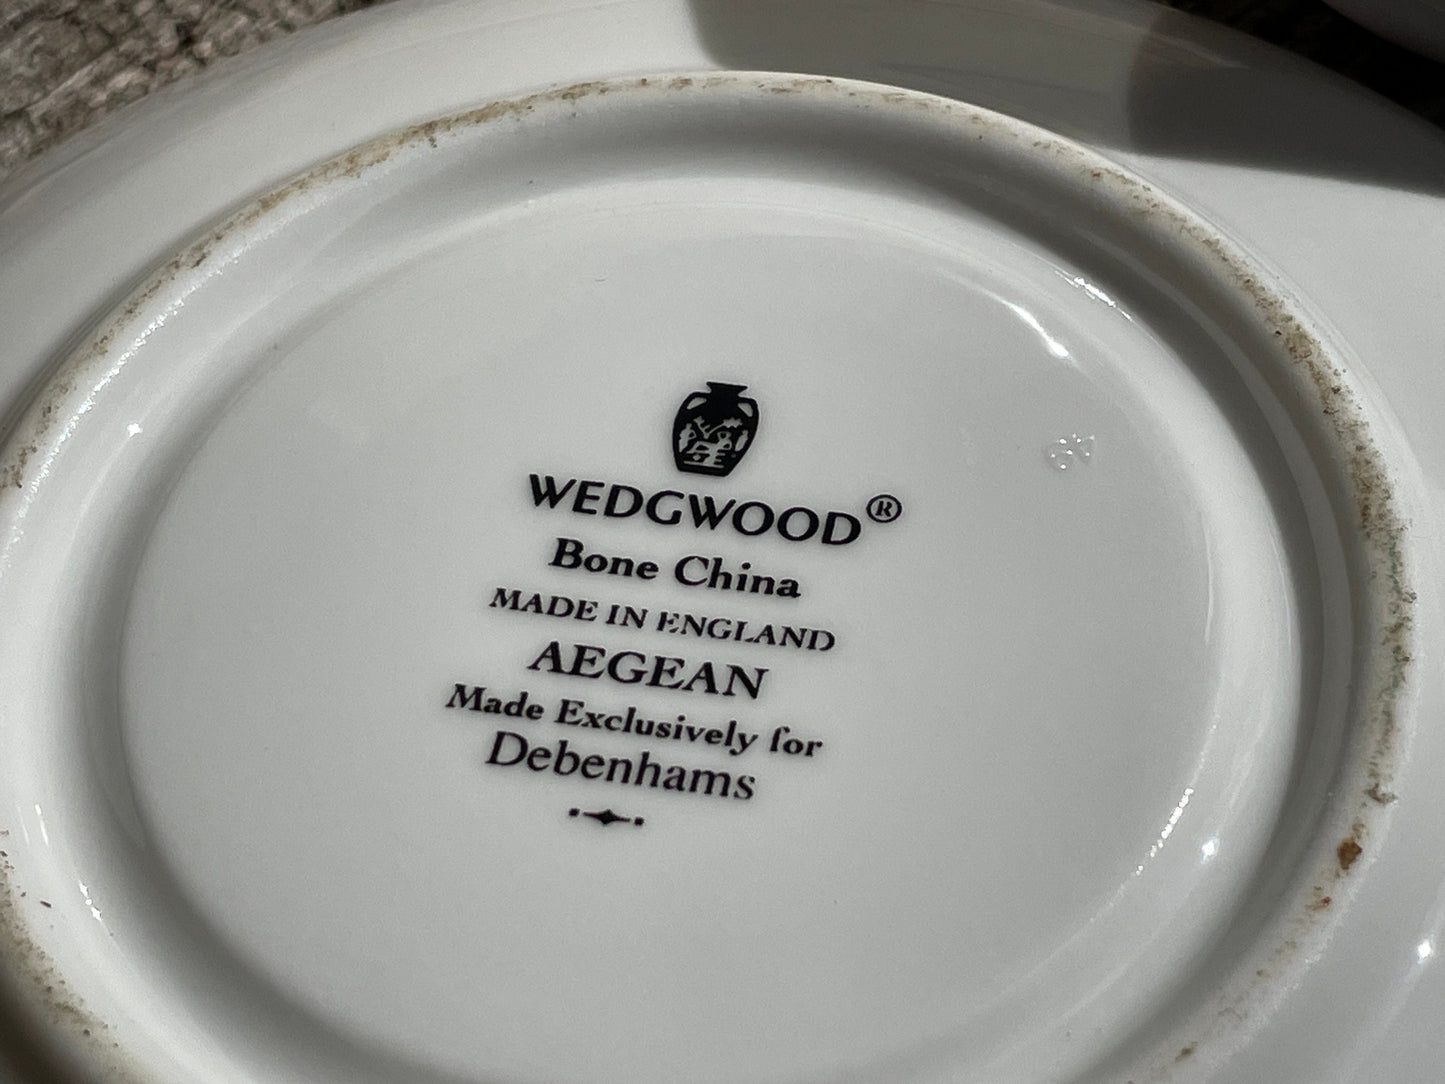 WEDGWOOD®
Bone China
MADE IN ENGLAND
AEGEAN
Made Exclusively for
Debenhams